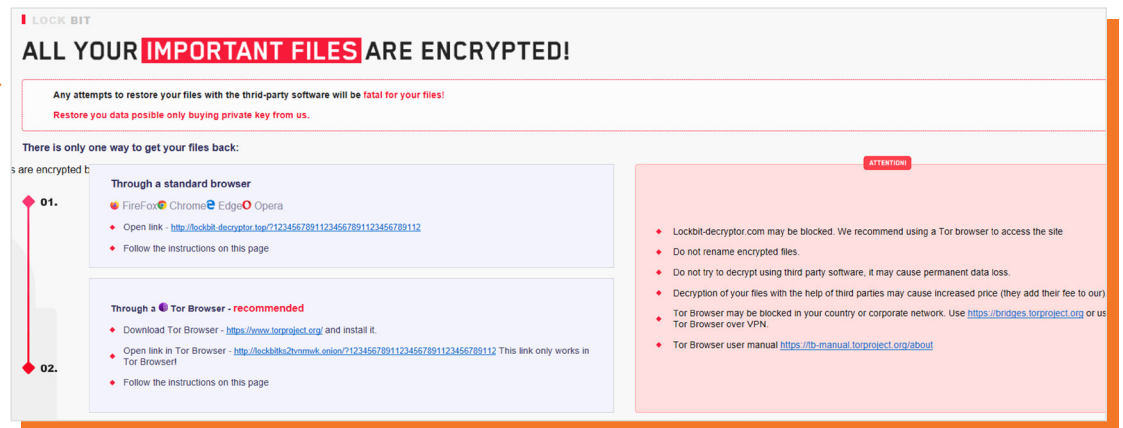 LOCK BIT
ALL YOUR IMPORTANT FILES ARE ENCRYPTED!
Any attempts to restore your files with the thrid-party software will be fatal for your files!
Restore you data posible only buying private key from us.
There is only one way to get your files back:
s are encrypted b
01.
Through a standard browser
FireFox Chrome Edge Opera
Open link - http://lockbit-decryptor.top/?12345678911234567891123456789112
Follow the instructions on this page
02.
Through a Tor Browser - recommended
Download Tor Browser - https://www.torproject.org/ and install it.
Open link in Tor Browser - http://lockbitks2tvnmwk.onion/?12345678911234567891123456789112 This link only works in
Tor Browser!
Follow the instructions on this page
ATTENTION!
Lockbit-decryptor.com may be blocked. We recommend using a Tor browser to access the site
Do not rename encrypted files.
Do not try to decrypt using third party software, it may cause permanent data loss.
Decryption of your files with the help of third parties may cause increased price (they add their fee to our)
Tor Browser may be blocked in your country or corporate network. Use https://bridges.torproject.org or us
Tor Browser over VPN.
Tor Browser user manual https://tb-manual.torproject.org/about